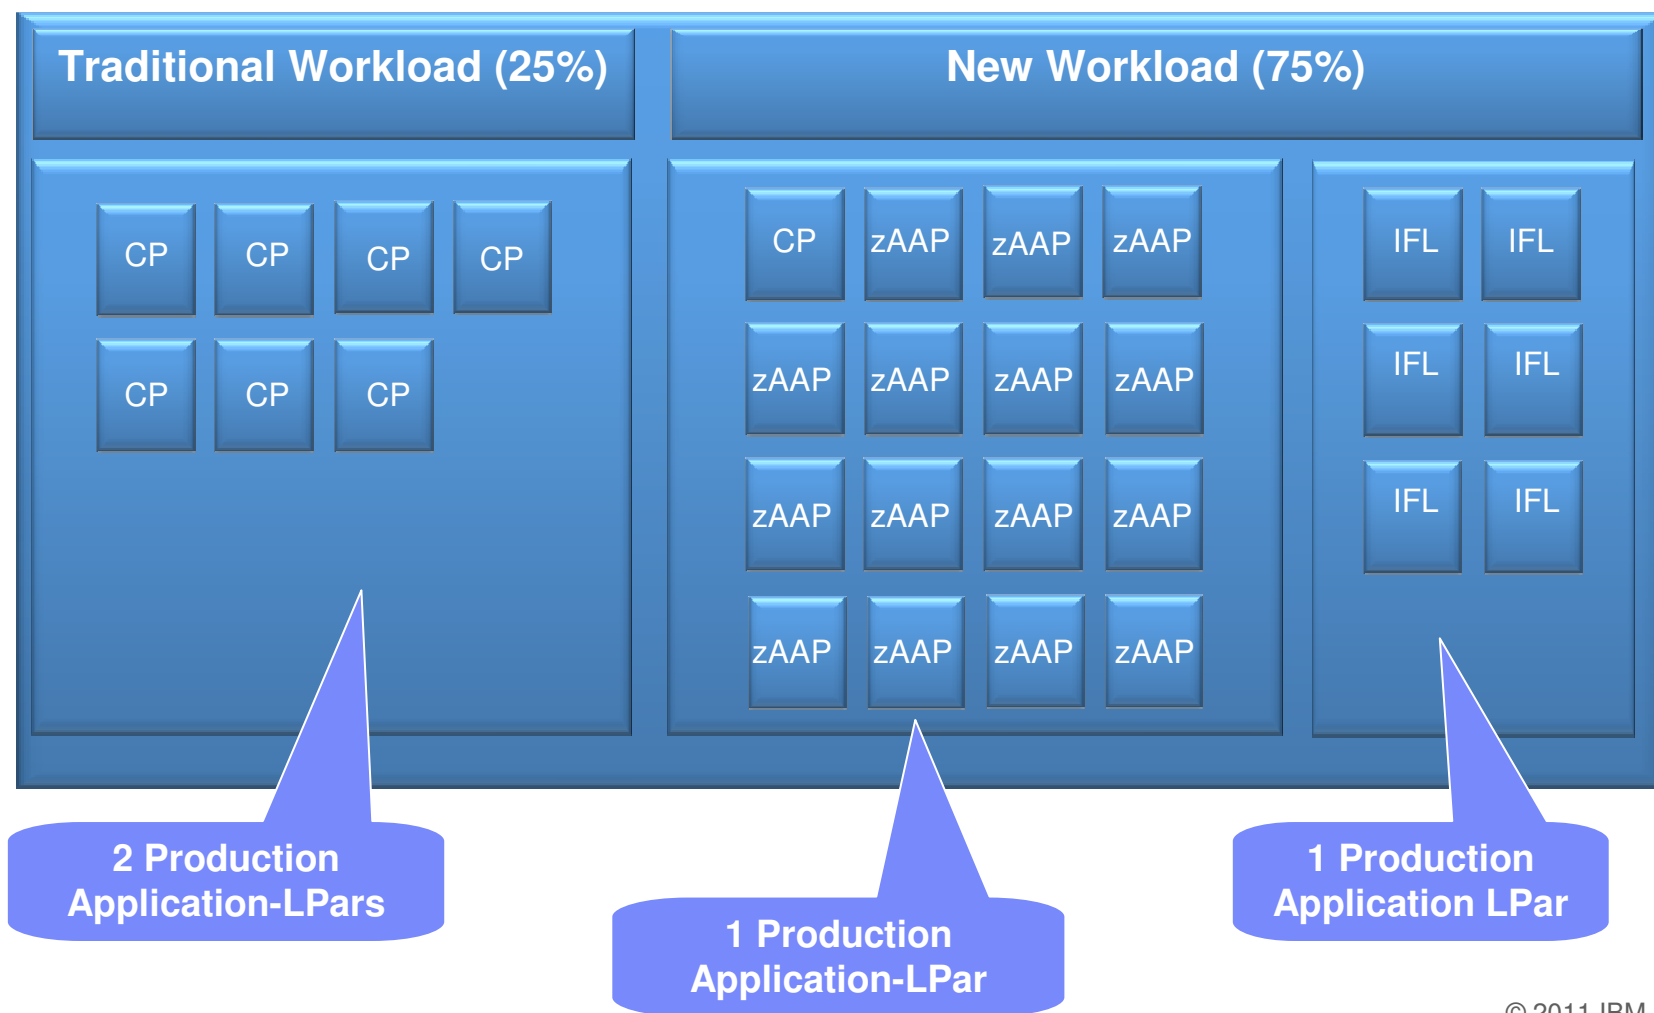 Traditional Workload (25%)
New Workload (75%)
CP CP CP CP
CP CP CP
CP zAAP zAAP zAAP
zAAP zAAP zAAP zAAP
zAAP zAAP zAAP zAAP
zAAP zAAP zAAP zAAP
IFL IFL
IFL IFL
IFL IFL
2 Production
Application-LPars
1 Production
Application-LPar
1 Production
Application LPar
© 2011 IBM